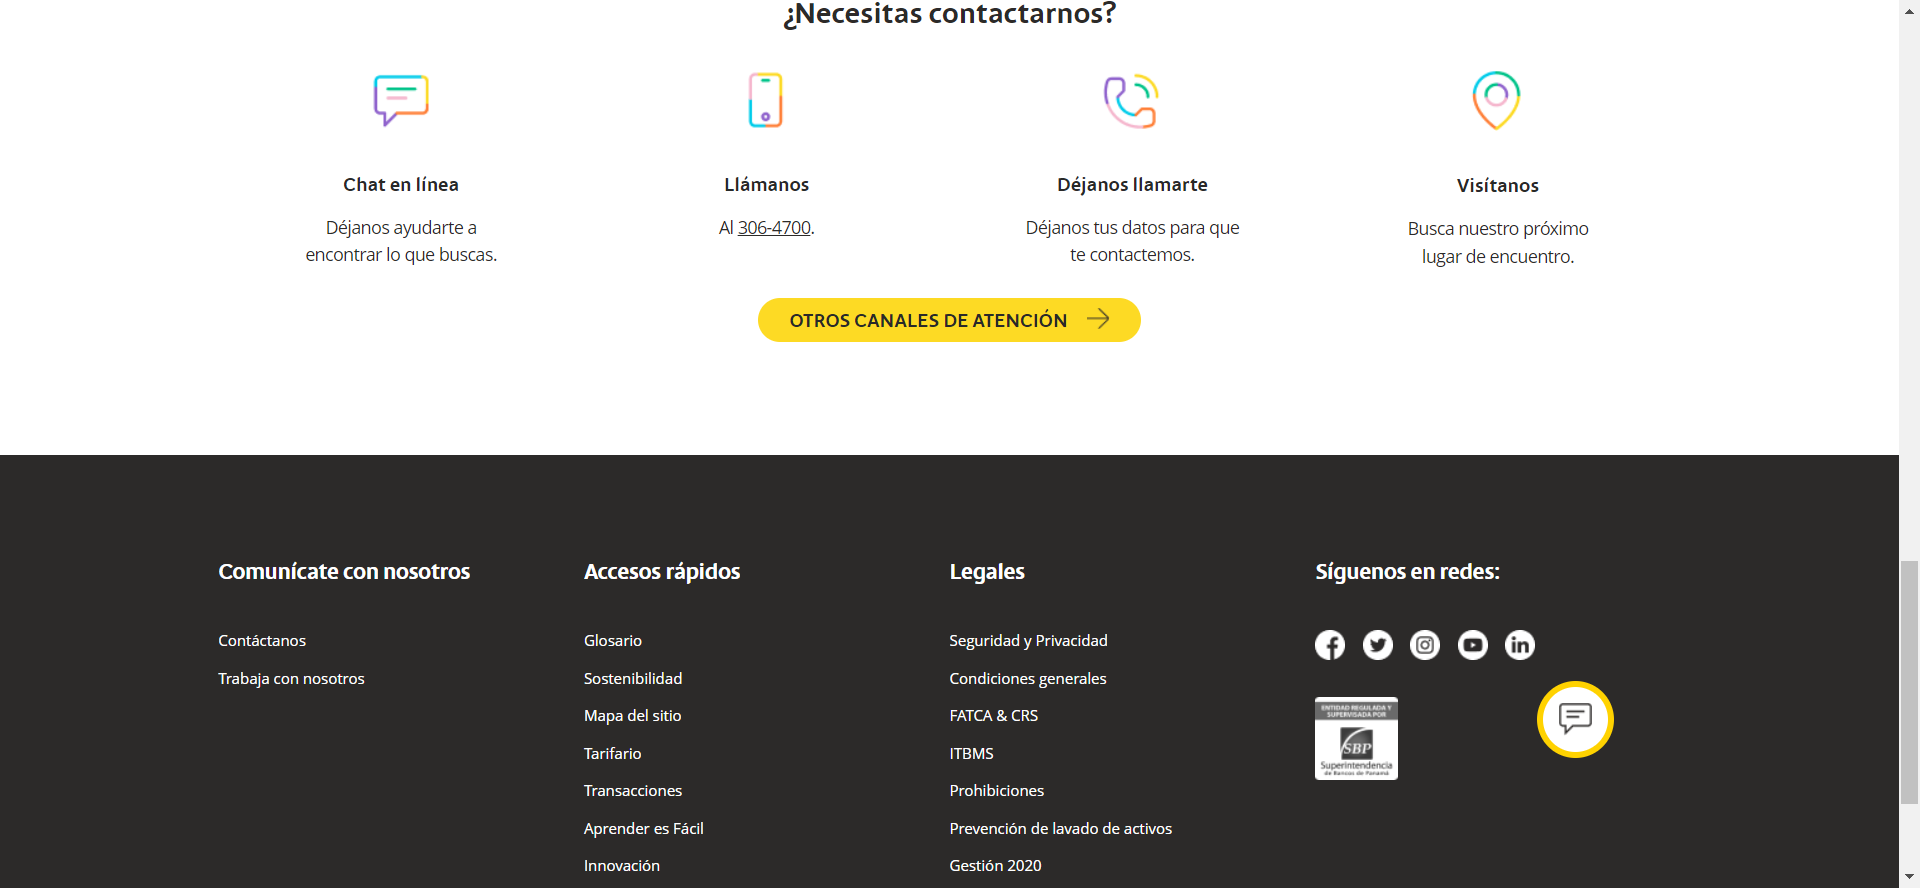 ¿Necesitas contactarnos?
Chat en línea
Déjanos ayudarte a
encontrar lo que buscas.
Llámanos
Al 306-4700.
Déjanos llamarte
Déjanos tus datos para que
te contactemos.
Visítanos
Busca nuestro próximo
lugar de encuentro.
OTROS CANALES DE ATENCIÓN
Comunícate con nosotros
Contáctanos
Trabaja con nosotros
Accesos rápidos
Glosario
Sostenibilidad
Mapa del sitio
Tarifario
Transacciones
Aprender es Fácil
Innovación
Legales
Seguridad y Privacidad
Condiciones generales
FATCA & CRS
ITBMS
Prohibiciones
Prevención de lavado de activos
Gestión 2020
Síguenos en redes:
ENTIDAD REGULADA Y
SUPERVISADA POR
SBP
Superintendencia
de Bancos de Panamá